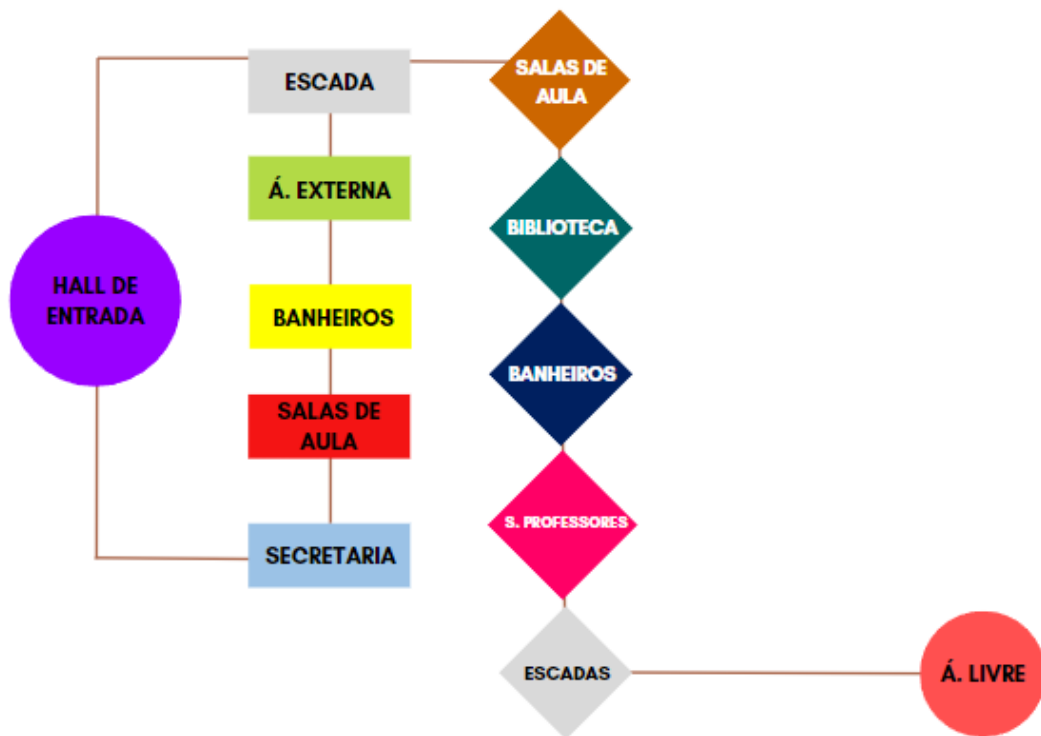 ESCADA
SALAS DE
AULA
Á. EXTERNA
BIBLIOTECA
HALL DE
ENTRADA
BANHEIROS
BANHEIROS
SALAS DE
AULA
S. PROFESSORES
SECRETARIA
ESCADAS
Á. LIVRE